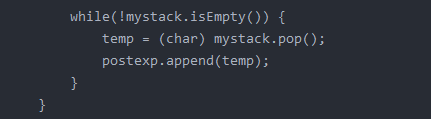 while(!mystack.isEmpty()) {
temp = (char) mystack.pop();
postexp.append(temp);
}
}